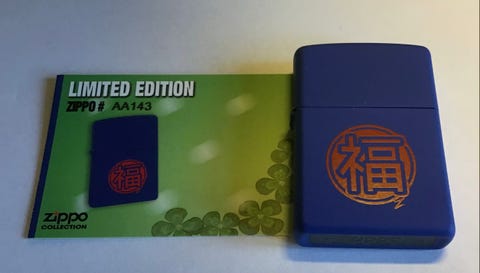 LIMITED EDITION
ZIPPO # AA143
福
zippo
COLLECTION
福